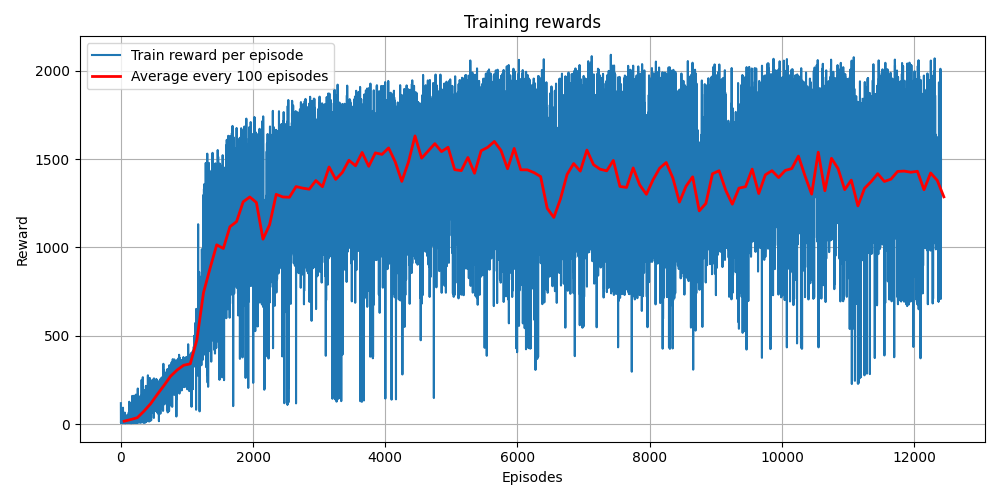 Training rewards
Train reward per episode
Average every 100 episodes
2000
1500
1000
500
0
Reward
0 2000 4000 6000 8000 10000 12000
Episodes